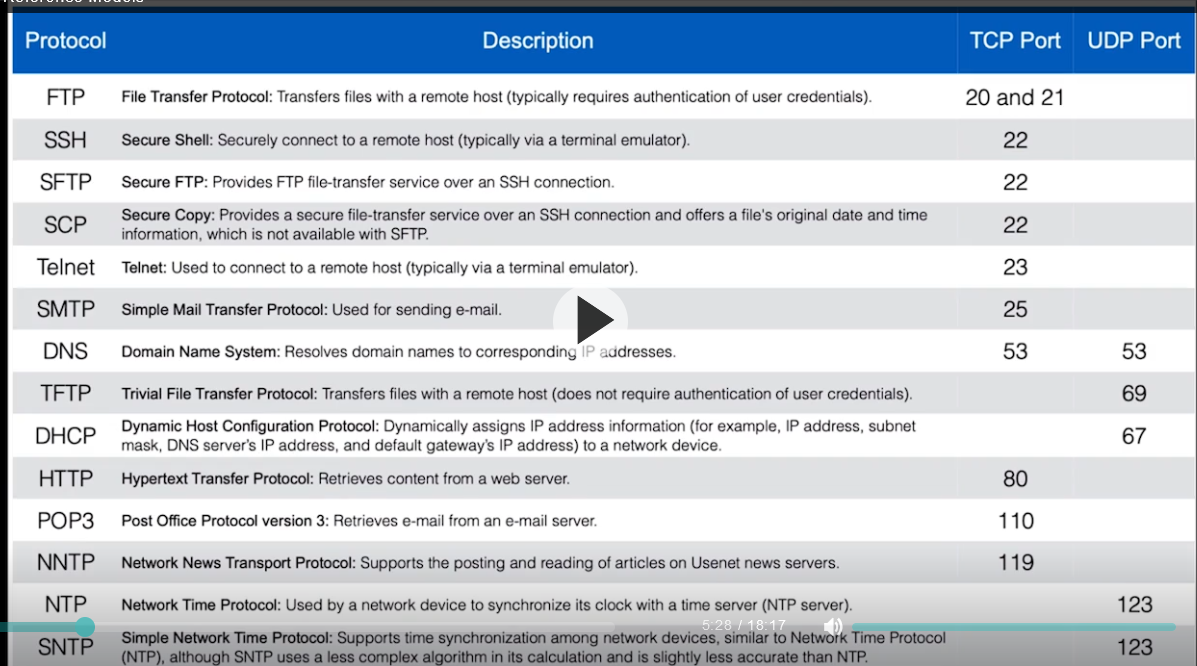 Reference Models
Protocol Description TCP Port UDP Port
FTP File Transfer Protocol: Transfers files with a remote host (typically requires authentication of user credentials). 20 and 21
SSH Secure Shell: Securely connect to a remote host (typically via a terminal emulator). 22
SFTP Secure FTP: Provides FTP file-transfer service over an SSH connection. 22
SCP Secure Copy: Provides a secure file-transfer service over an SSH connection and offers a file's original date and time
information, which is not available with SFTP. 22
Telnet Telnet: Used to connect to a remote host (typically via a terminal emulator). 23
SMTP Simple Mail Transfer Protocol: Used for sending e-mail. 25
DNS Domain Name System: Resolves domain names to corresponding IP addresses. 53 53
TFTP Trivial File Transfer Protocol: Transfers files with a remote host (does not require authentication of user credentials). 69
DHCP Dynamic Host Configuration Protocol: Dynamically assigns IP address information (for example, IP address, subnet
mask, DNS server's IP address, and default gateway's IP address) to a network device. 67
HTTP Hypertext Transfer Protocol: Retrieves content from a web server. 80
POP3 Post Office Protocol version 3: Retrieves e-mail from an e-mail server. 110
NNTP Network News Transport Protocol: Supports the posting and reading of articles on Usenet news servers. 119
NTP Network Time Protocol: Used by a network device to synchronize its clock with a time server (NTP server). 123
5:28 / 18:17
SNTP Simple Network Time Protocol: Supports time synchronization among network devices, similar to Network Time Protocol
(NTP), although SNTP uses a less complex algorithm in its calculation and is slightly less accurate than NTP. 123